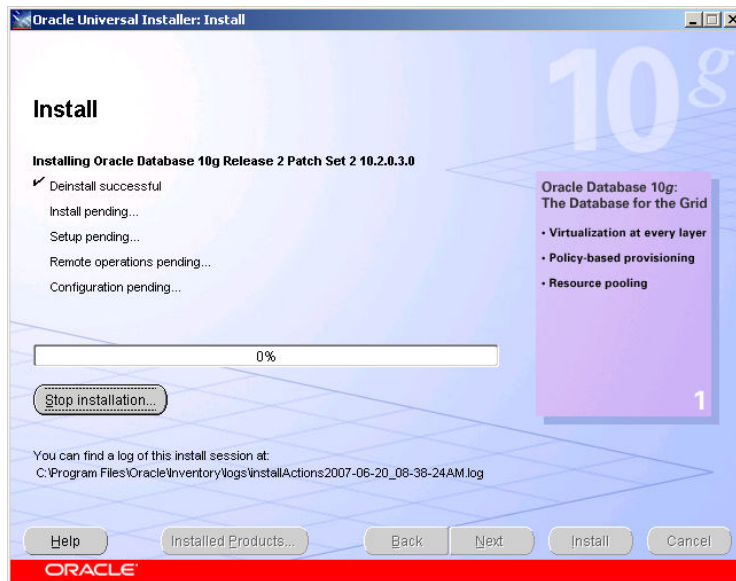 Oracle Universal Installer: Install
10g
Install
Installing Oracle Database 10g Release 2 Patch Set 2 10.2.0.3.0
Deinstall successful
Install pending...
Setup pending...
Remote operations pending...
Configuration pending...
Oracle Database 10g:
The Database for the Grid
• Virtualization at every layer
• Policy-based provisioning
• Resource pooling
1
0%
Stop installation...
You can find a log of this install session at:
C:\Program Files\Oracle\Inventory\logs\installActions2007-06-20_08-38-24AM.log
Help
Installed Products...
Back
Next
Install
Cancel
ORACLE